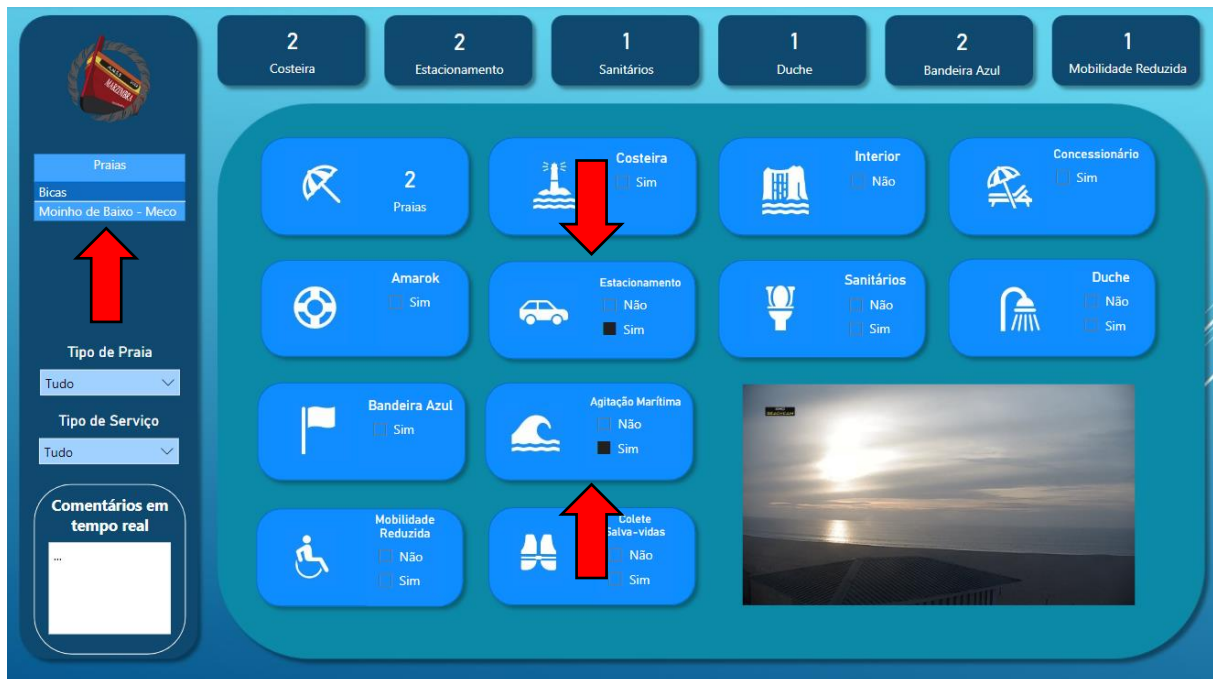 2
Costeira
2
Estacionamento
1
Sanitários
1
Duche
2
Bandeira Azul
1
Mobilidade Reduzida
Praias
Bicas
Moinho de Baixo - Meco
Tipo de Praia
Tudo
Tipo de Serviço
Tudo
Comentários em
tempo real
...
2
Praias
Costeira
Sim
Interior
Não
Concessionário
Sim
Amarok
Sim
Estacionamento
Não
Sim
Sanitários
Não
Sim
Duche
Não
Sim
Bandeira Azul
Sim
Agitação Marítima
Não
Sim
Mobilidade
Reduzida
Não
Sim
Colete
Salva-vidas
Não
Sim